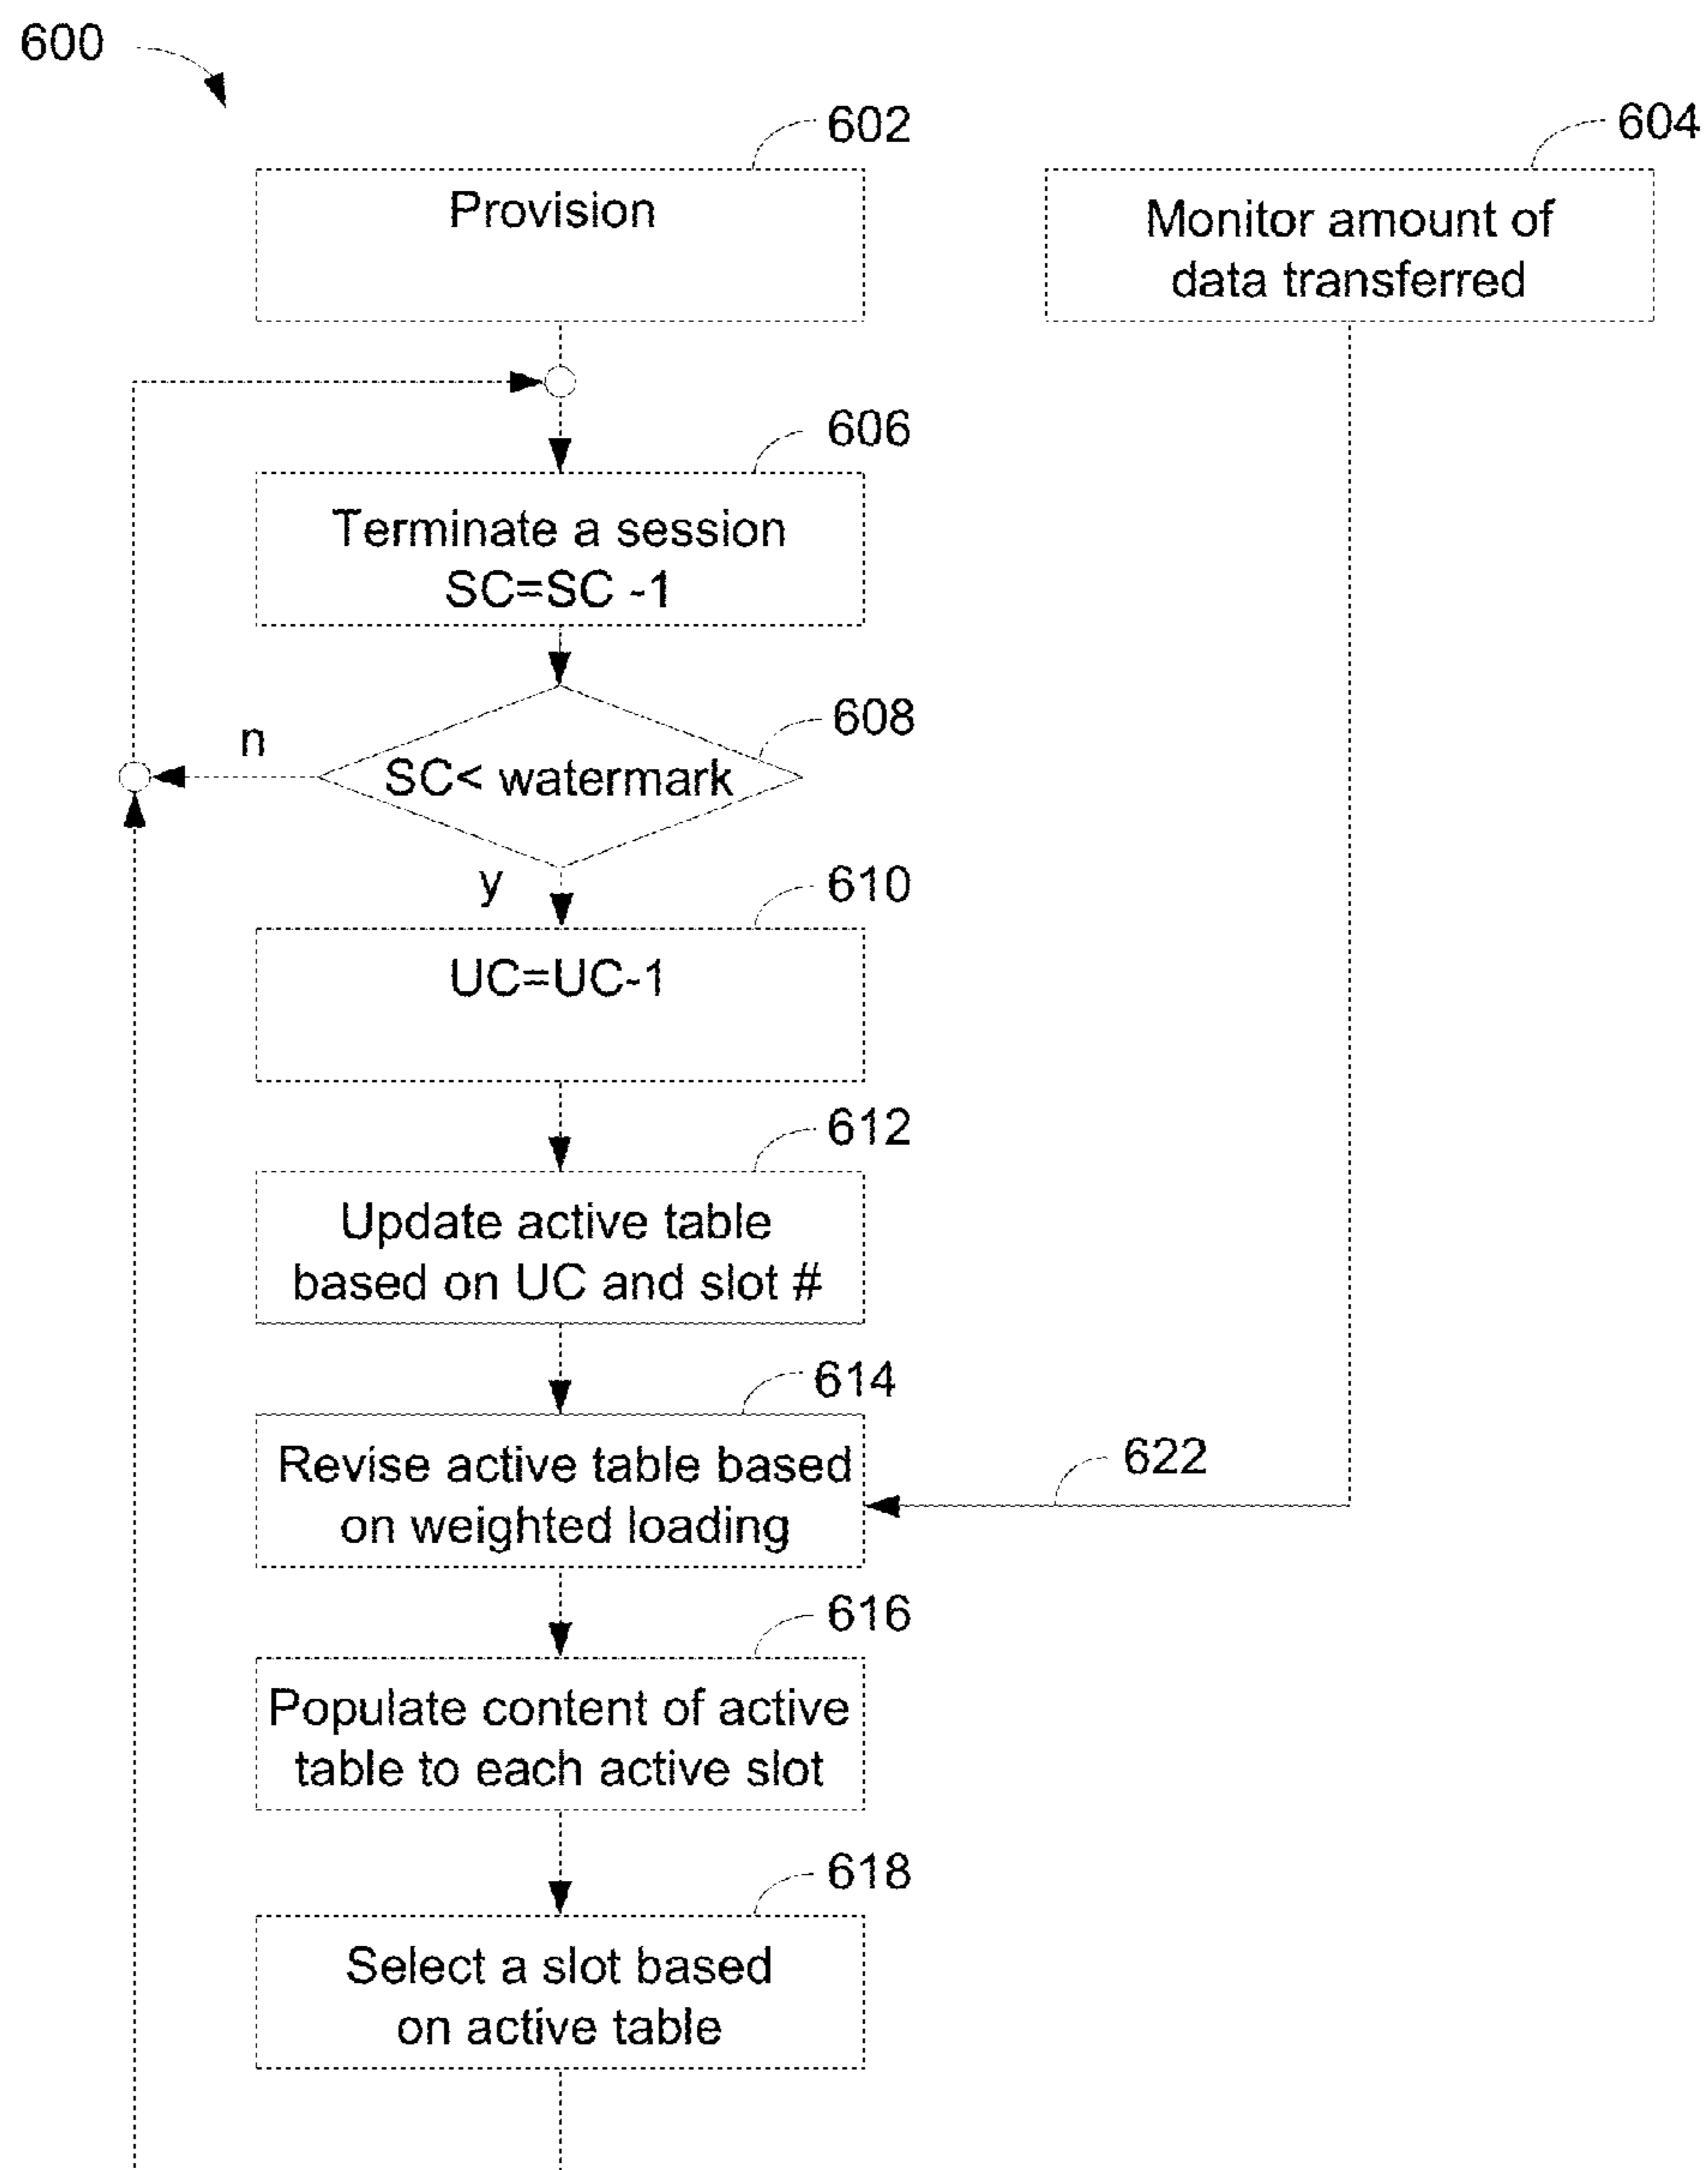 600
602
604
Provision
Monitor amount of
data transferred
606
Terminate a session
SC=SC -1
608
n
SC< watermark
y
610
UC=UC-1
612
Update active table
based on UC and slot #
614
Revise active table based
on weighted loading
622
616
Populate content of active
table to each active slot
618
Select a slot based
on active table